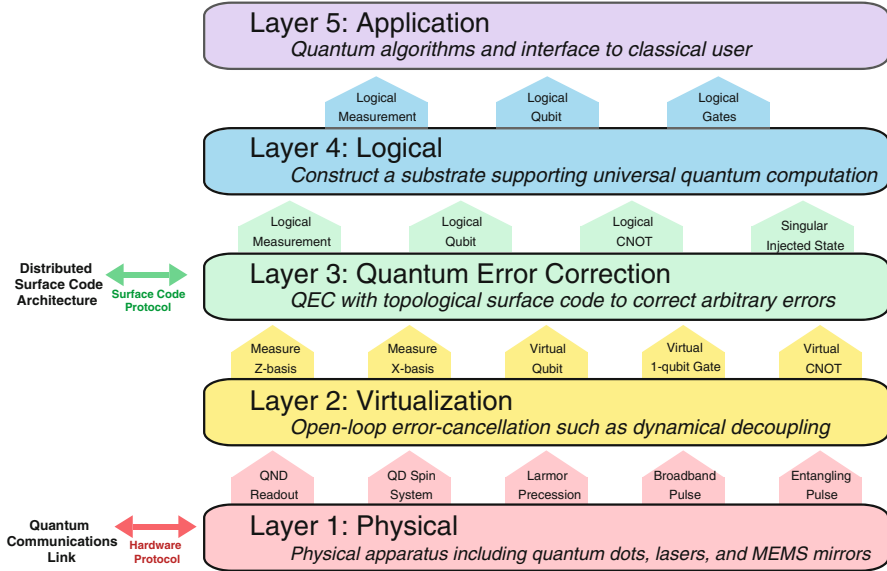 Layer 5: Application
Quantum algorithms and interface to classical user
Logical
Measurement
Logical
Qubit
Logical
Gates
Layer 4: Logical
Construct a substrate supporting universal quantum computation
Logical
Measurement
Logical
Qubit
Logical
CNOT
Singular
Injected State
Distributed
Surface Code
Architecture
Surface Code
Protocol
Layer 3: Quantum Error Correction
QEC with topological surface code to correct arbitrary errors
Measure
Z-basis
Measure
X-basis
Virtual
Qubit
Virtual
1-qubit Gate
Virtual
CNOT
Layer 2: Virtualization
Open-loop error-cancellation such as dynamical decoupling
QND
Readout
QD Spin
System
Larmor
Precession
Broadband
Pulse
Entangling
Pulse
Quantum
Communications
Link
Hardware
Protocol
Layer 1: Physical
Physical apparatus including quantum dots, lasers, and MEMS mirrors